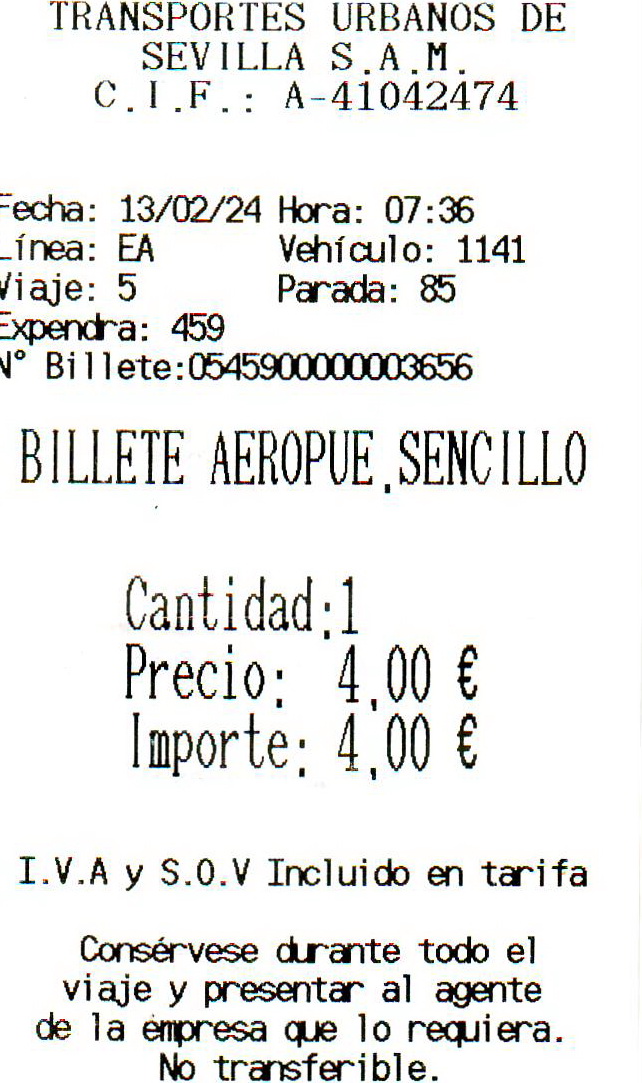 TRANSPORTES URBANOS DE
SEVILLA S.A.M.
C.I.F.: A-41042474
Fecha: 13/02/24 Hora: 07:36
Línea: EA Vehículo: 1141
Viaje: 5 Parada: 85
Expendra: 459
Nº Billete:0545900000003656
BILLETE AEROPUE.SENCILLO
Cantidad:1
Precio: 4,00 €
Importe: 4,00 €
I.V.A y S.O.V Incluido en tarifa
Consérvese durante todo el
viaje y presentar al agente
de la empresa que lo requiera.
No transferible.